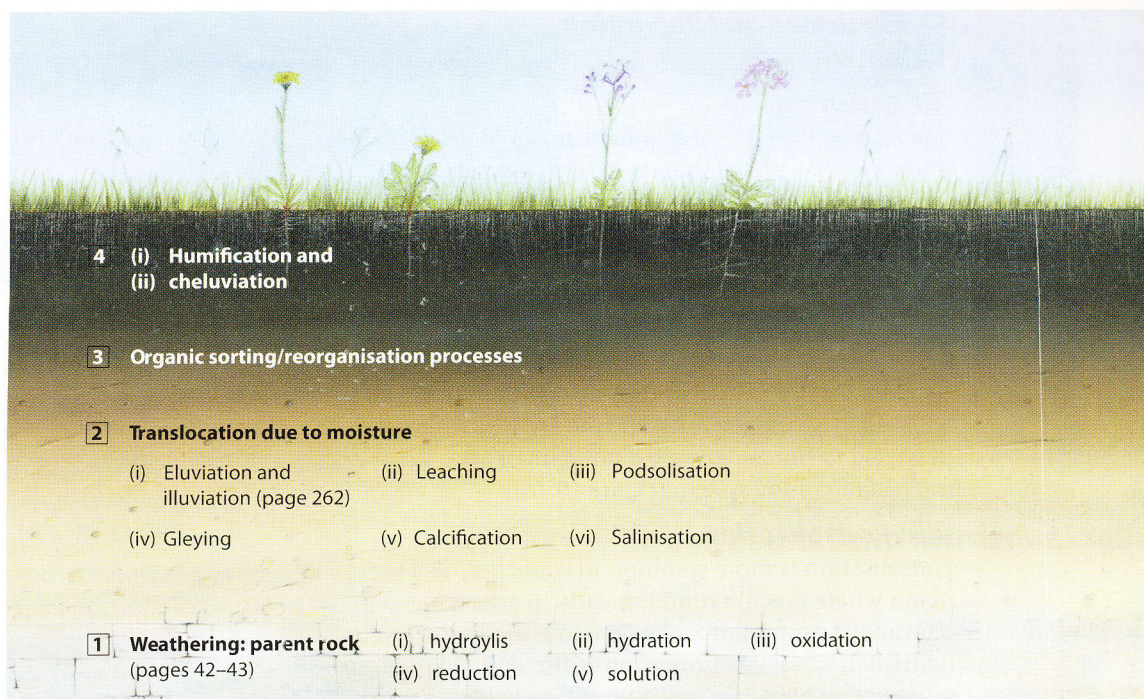 4 (i) Humification and
(ii) cheluviation
3 Organic sorting/reorganisation processes
2 Translocation due to moisture
(i) Eluviation and (ii) Leaching (iii) Podsolisation
illuviation (page 262)
(iv) Gleying (v) Calcification (vi) Salinisation
1 Weathering: parent rock (i) hydroylis (ii) hydration (iii) oxidation
(pages 42–43) (iv) reduction (v) solution